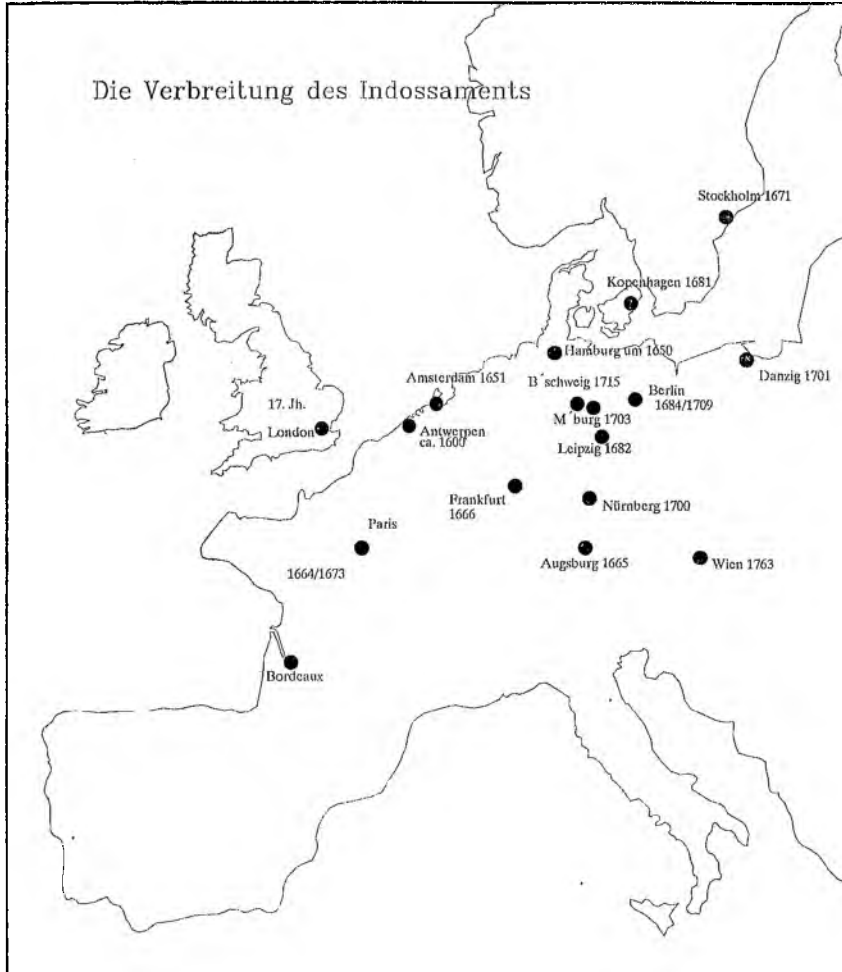 Die Verbreitung des Indossaments
Stockholm 1671
Kopenhagen 1681
Hamburg um 1650
Danzig 1701
Amsterdam 1651
B´schweig 1715
Berlin
1684/1709
17. Jh.
London
M´burg 1703
Antwerpen
ca. 1600
Leipzig 1682
Frankfurt
1666
Nürnberg 1700
Paris
1664/1673
Augsburg 1665
Wien 1763
Bordeaux